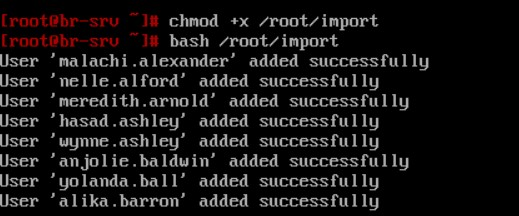 [root@br-srv ~]# chmod +x /root/import
[root@br-srv ~]# bash /root/import
User 'malachi.alexander' added successfully
User 'nelle.alford' added successfully
User 'meredith.arnold' added successfully
User 'hasad.ashley' added successfully
User 'wynne.ashley' added successfully
User 'anjolie.baldwin' added successfully
User 'yolanda.ball' added successfully
User 'alika.barron' added successfully